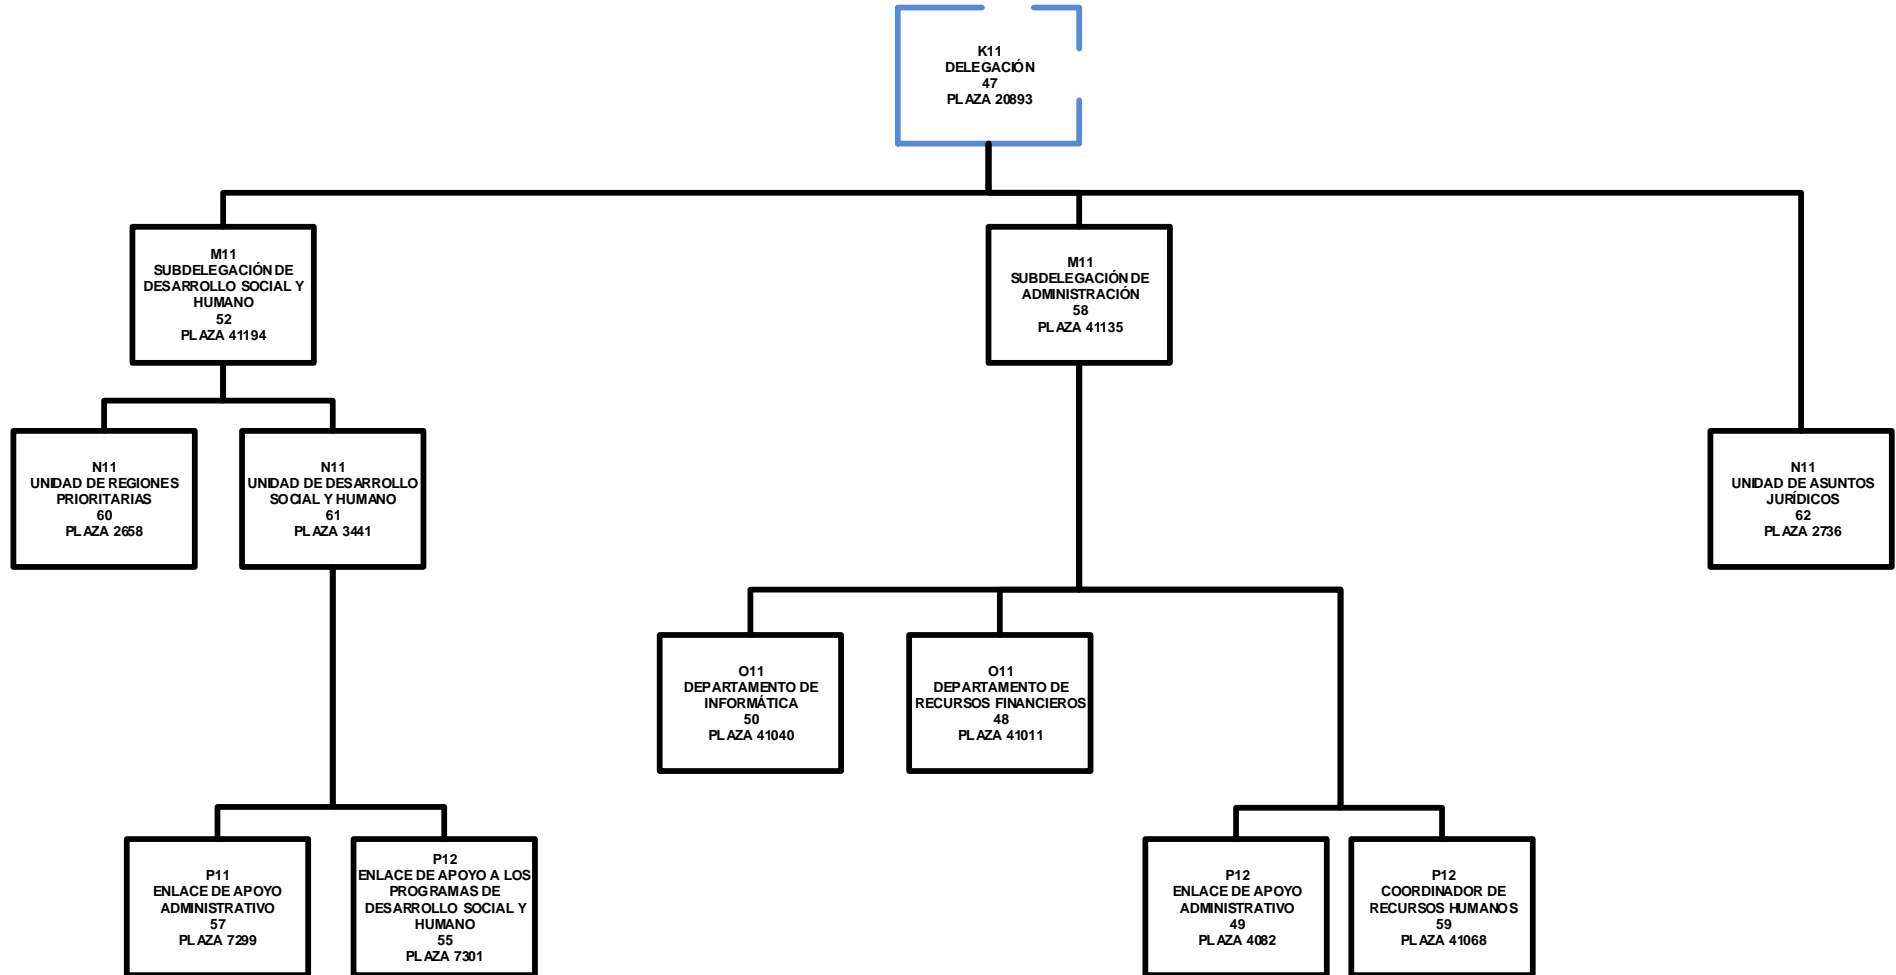 K11
DELEGACIÓN
47
PLAZA 20893
M11
SUBDELEGACIÓN DE
DESARROLLO SOCIAL Y
HUMANO
52
PLAZA 41194
M11
SUBDELEGACIÓN DE
ADMINISTRACIÓN
58
PLAZA 41135
N11
UNIDAD DE REGIONES
PRIORITARIAS
60
PLAZA 2658
N11
UNIDAD DE DESARROLLO
SOCIAL Y HUMANO
61
PLAZA 3441
N11
UNIDAD DE ASUNTOS
JURÍDICOS
62
PLAZA 2736
O11
DEPARTAMENTO DE
INFORMÁTICA
50
PLAZA 41040
O11
DEPARTAMENTO DE
RECURSOS FINANCIEROS
48
PLAZA 41011
P11
ENLACE DE APOYO
ADMINISTRATIVO
57
PLAZA 7299
P12
ENLACE DE APOYO A LOS
PROGRAMAS DE
DESARROLLO SOCIAL Y
HUMANO
55
PLAZA 7301
P12
ENLACE DE APOYO
ADMINISTRATIVO
49
PLAZA 4082
P12
COORDINADOR DE
RECURSOS HUMANOS
59
PLAZA 41068